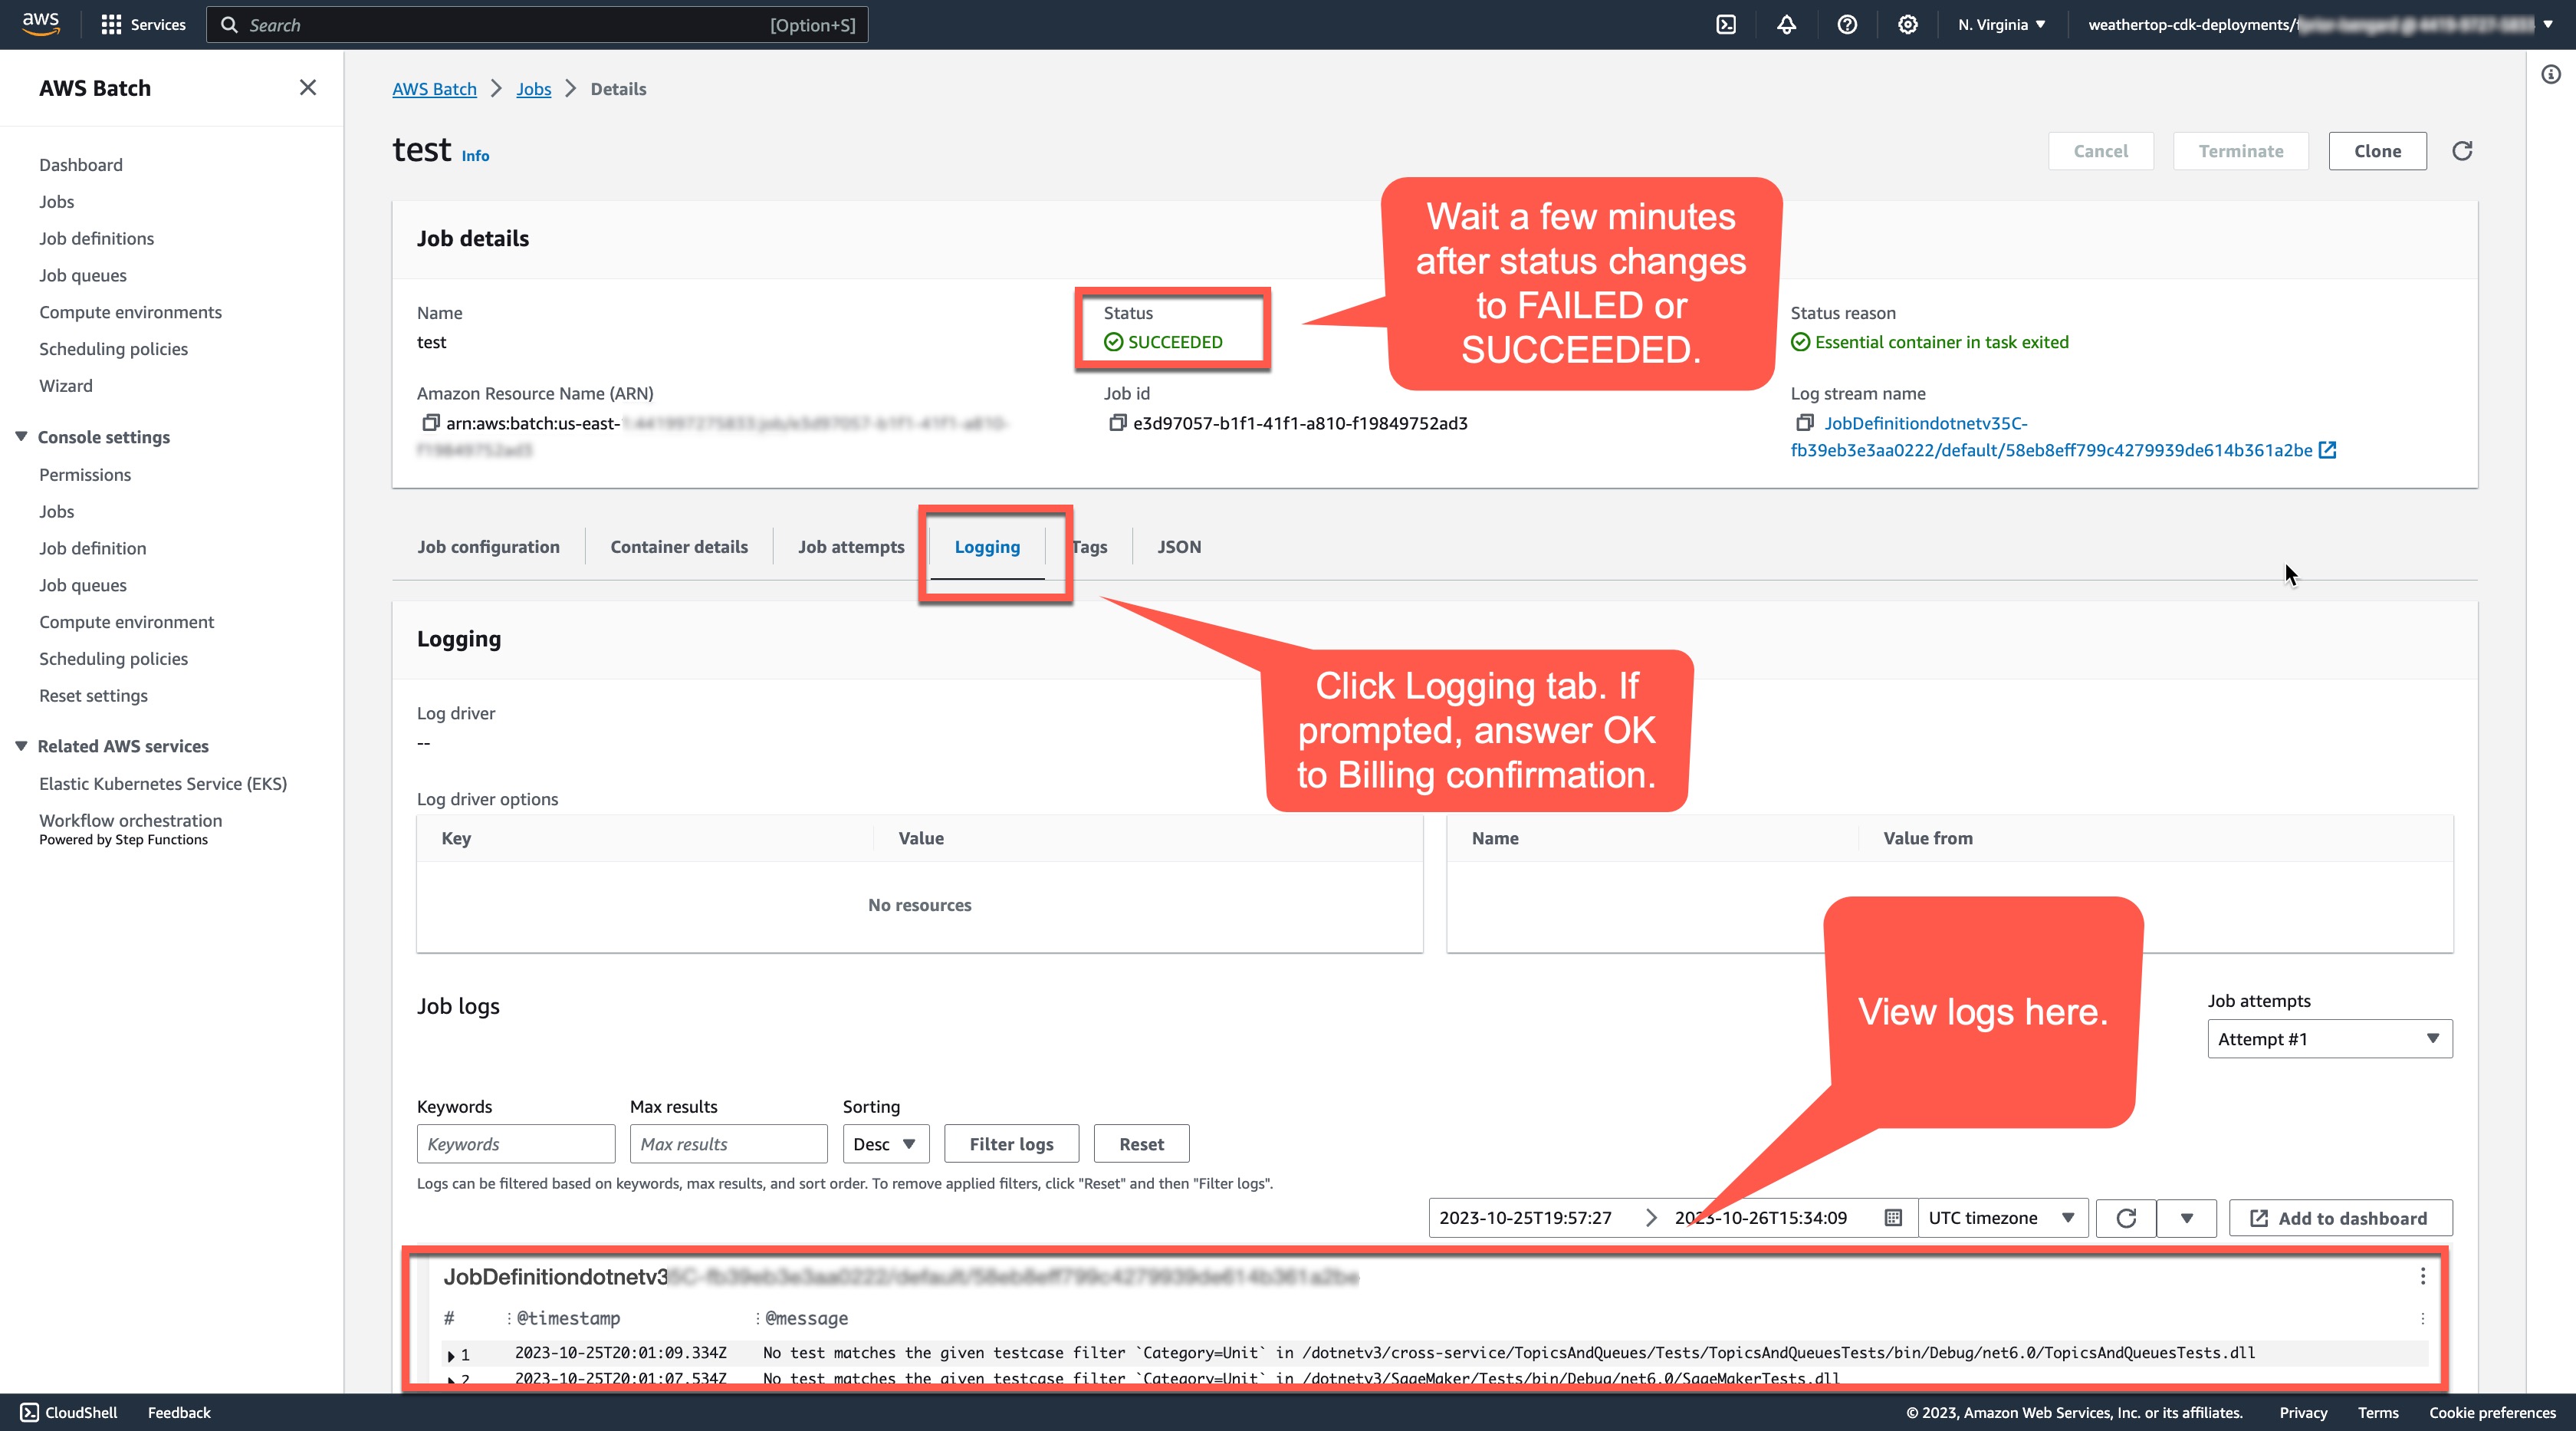 aws
Services
Search
[Option+S]
N. Virginia
weathertop-cdk-deployments/
AWS Batch
Dashboard
Jobs
Job definitions
Job queues
Compute environments
Scheduling policies
Wizard
Console settings
Permissions
Jobs
Job definition
Job queues
Compute environment
Scheduling policies
Reset settings
Related AWS services
Elastic Kubernetes Service (EKS)
Workflow orchestration
Powered by Step Functions
AWS Batch > Jobs > Details
test Info
Cancel
Terminate
Clone
Job details
Name
test
Status
SUCCEEDED
Wait a few minutes
after status changes
to FAILED or
SUCCEEDED.
Status reason
Essential container in task exited
Amazon Resource Name (ARN)
arn:aws:batch:us-east-
Job id
e3d97057-b1f1-41f1-a810-f19849752ad3
Log stream name
JobDefinitiondotnetv35C-
fb39eb3e3aa0222/default/58eb8eff799c4279939de614b361a2be
Job configuration
Container details
Job attempts
Logging
Tags
JSON
Logging
Click Logging tab. If
prompted, answer OK
to Billing confirmation.
Log driver
--
Log driver options
Key
Value
No resources
Name
Value from
View logs here.
Job logs
Job attempts
Attempt #1
Keywords
Max results
Sorting
Keywords
Max results
Desc
Filter logs
Reset
Logs can be filtered based on keywords, max results, and sort order. To remove applied filters, click "Reset" and then "Filter logs".
2023-10-25T19:57:27 > 2023-10-26T15:34:09
UTC timezone
Add to dashboard
JobDefinitiondotnetv3
# @timestamp @message
1 2023-10-25T20:01:09.334Z No test matches the given testcase filter `Category=Unit` in /dotnetv3/cross-service/TopicsAndQueues/Tests/TopicsAndQueuesTests/bin/Debug/net6.0/TopicsAndQueuesTests.dll
2 2023-10-25T20:01:07.534Z No test matches the given testcase filter `Category=Unit` in /dotnetv3/SageMaker/Tests/bin/Debug/net6.0/SageMakerTests.dll
CloudShell
Feedback
© 2023, Amazon Web Services, Inc. or its affiliates.
Privacy
Terms
Cookie preferences